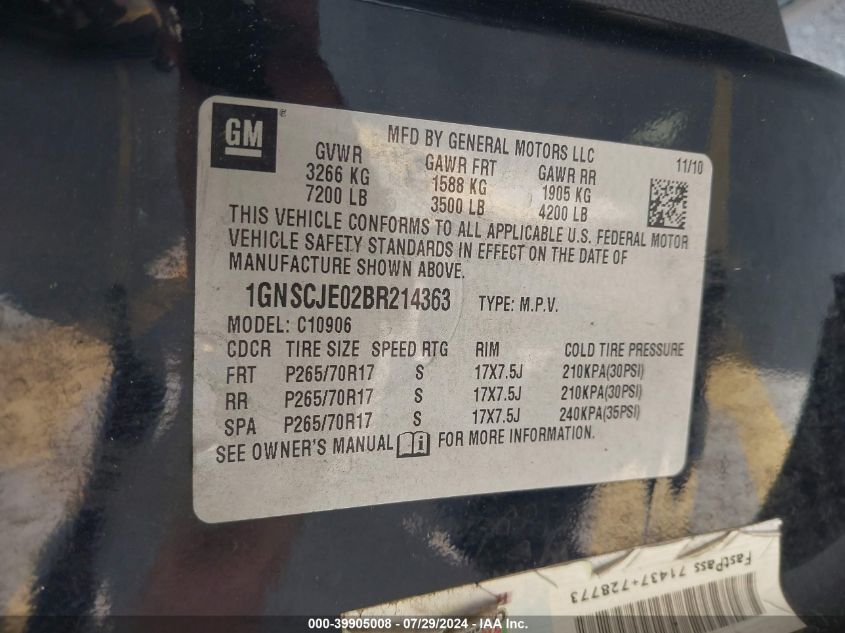 GM ®
MFD BY GENERAL MOTORS LLC
11/10
GVWR GAWR FRT GAWR RR
3266 KG 1588 KG 1905 KG
7200 LB 3500 LB 4200 LB
THIS VEHICLE CONFORMS TO ALL APPLICABLE U.S. FEDERAL MOTOR
VEHICLE SAFETY STANDARDS IN EFFECT ON THE DATE OF
MANUFACTURE SHOWN ABOVE.
1GNSCJE02BR214363 TYPE: M.P.V.
MODEL: C10906
CDCR TIRE SIZE SPEED RTG RIM COLD TIRE PRESSURE
FRT P265/70R17 S 17X7.5J 210KPA(30PSI)
RR P265/70R17 S 17X7.5J 210KPA(30PSI)
SPA P265/70R17 S 17X7.5J 240KPA(35PSI)
SEE OWNER'S MANUAL FOR MORE INFORMATION.
FastPass 71437+728773
000-39905008 - 07/29/2024 - IAA Inc.